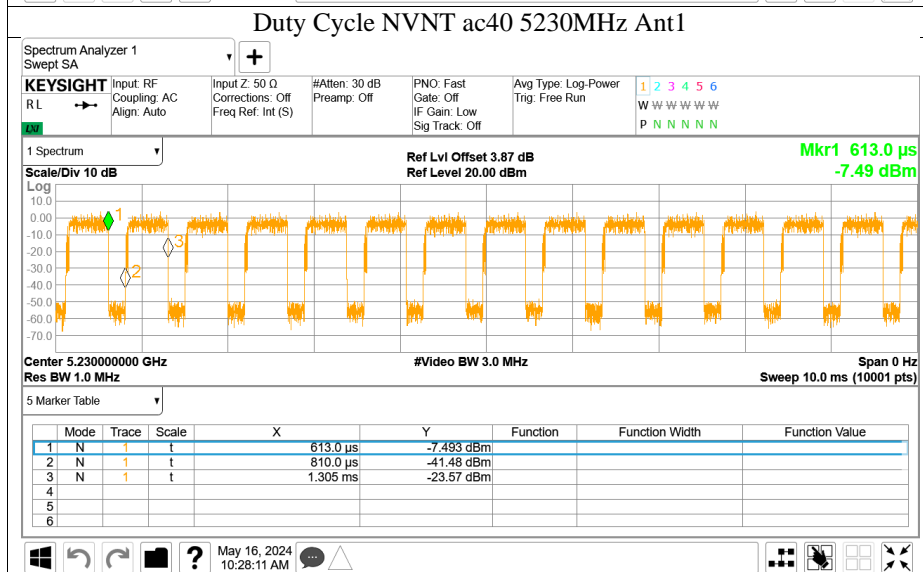 Duty Cycle NVNT ac40 5230MHz Ant1
Spectrum Analyzer 1
Swept SA
KEYSIGHT Input: RF Input Z: 50 Ω #Atten: 30 dB PNO: Fast Avg Type: Log-Power 1 2 3 4 5 6
R L Coupling: AC Corrections: Off Preamp: Off Gate: Off Trig: Free Run W W W W W W
Align: Auto Freq Ref: Int (S) IF Gain: Low
LXI Sig Track: Off P N N N N N
1 Spectrum Ref Lvl Offset 3.87 dB Mkr1 613.0 µs
Scale/Div 10 dB Ref Level 20.00 dBm -7.49 dBm
Log
10.0
0.00
-10.0
-20.0
-30.0
-40.0
-50.0
-60.0
-70.0
1
2
3
Center 5.230000000 GHz #Video BW 3.0 MHz Span 0 Hz
Res BW 1.0 MHz Sweep 10.0 ms (10001 pts)
5 Marker Table
Mode Trace Scale X Y Function Function Width Function Value
1 N 1 t 613.0 µs -7.493 dBm
2 N 1 t 810.0 µs -41.48 dBm
3 N 1 t 1.305 ms -23.57 dBm
4
5
6
? May 16, 2024
10:28:11 AM